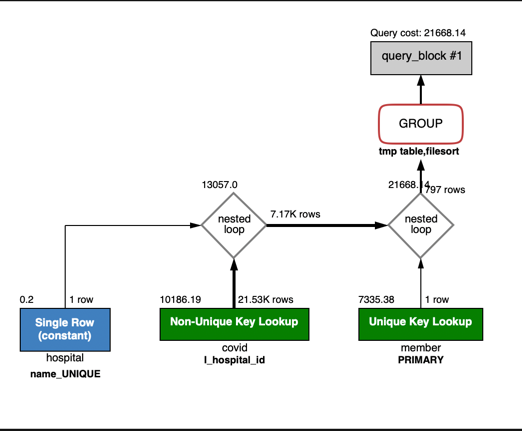 Query cost: 21668.14
query_block #1
GROUP
tmp table,filesort
13057.0
21668.14
797 rows
nested
loop
7.17K rows
nested
loop
0.2
1 row
10186.19
21.53K rows
7335.38
1 row
Single Row
(constant)
Non-Unique Key Lookup
Unique Key Lookup
hospital
covid
member
name_UNIQUE
I_hospital_id
PRIMARY